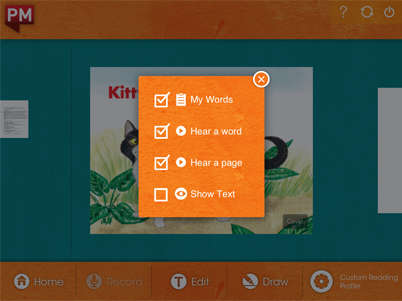 PM
?
Kitt
My Words
Hear a word
Hear a page
Show Text
Home
Record
Edit
Draw
Custom Reading
Profile